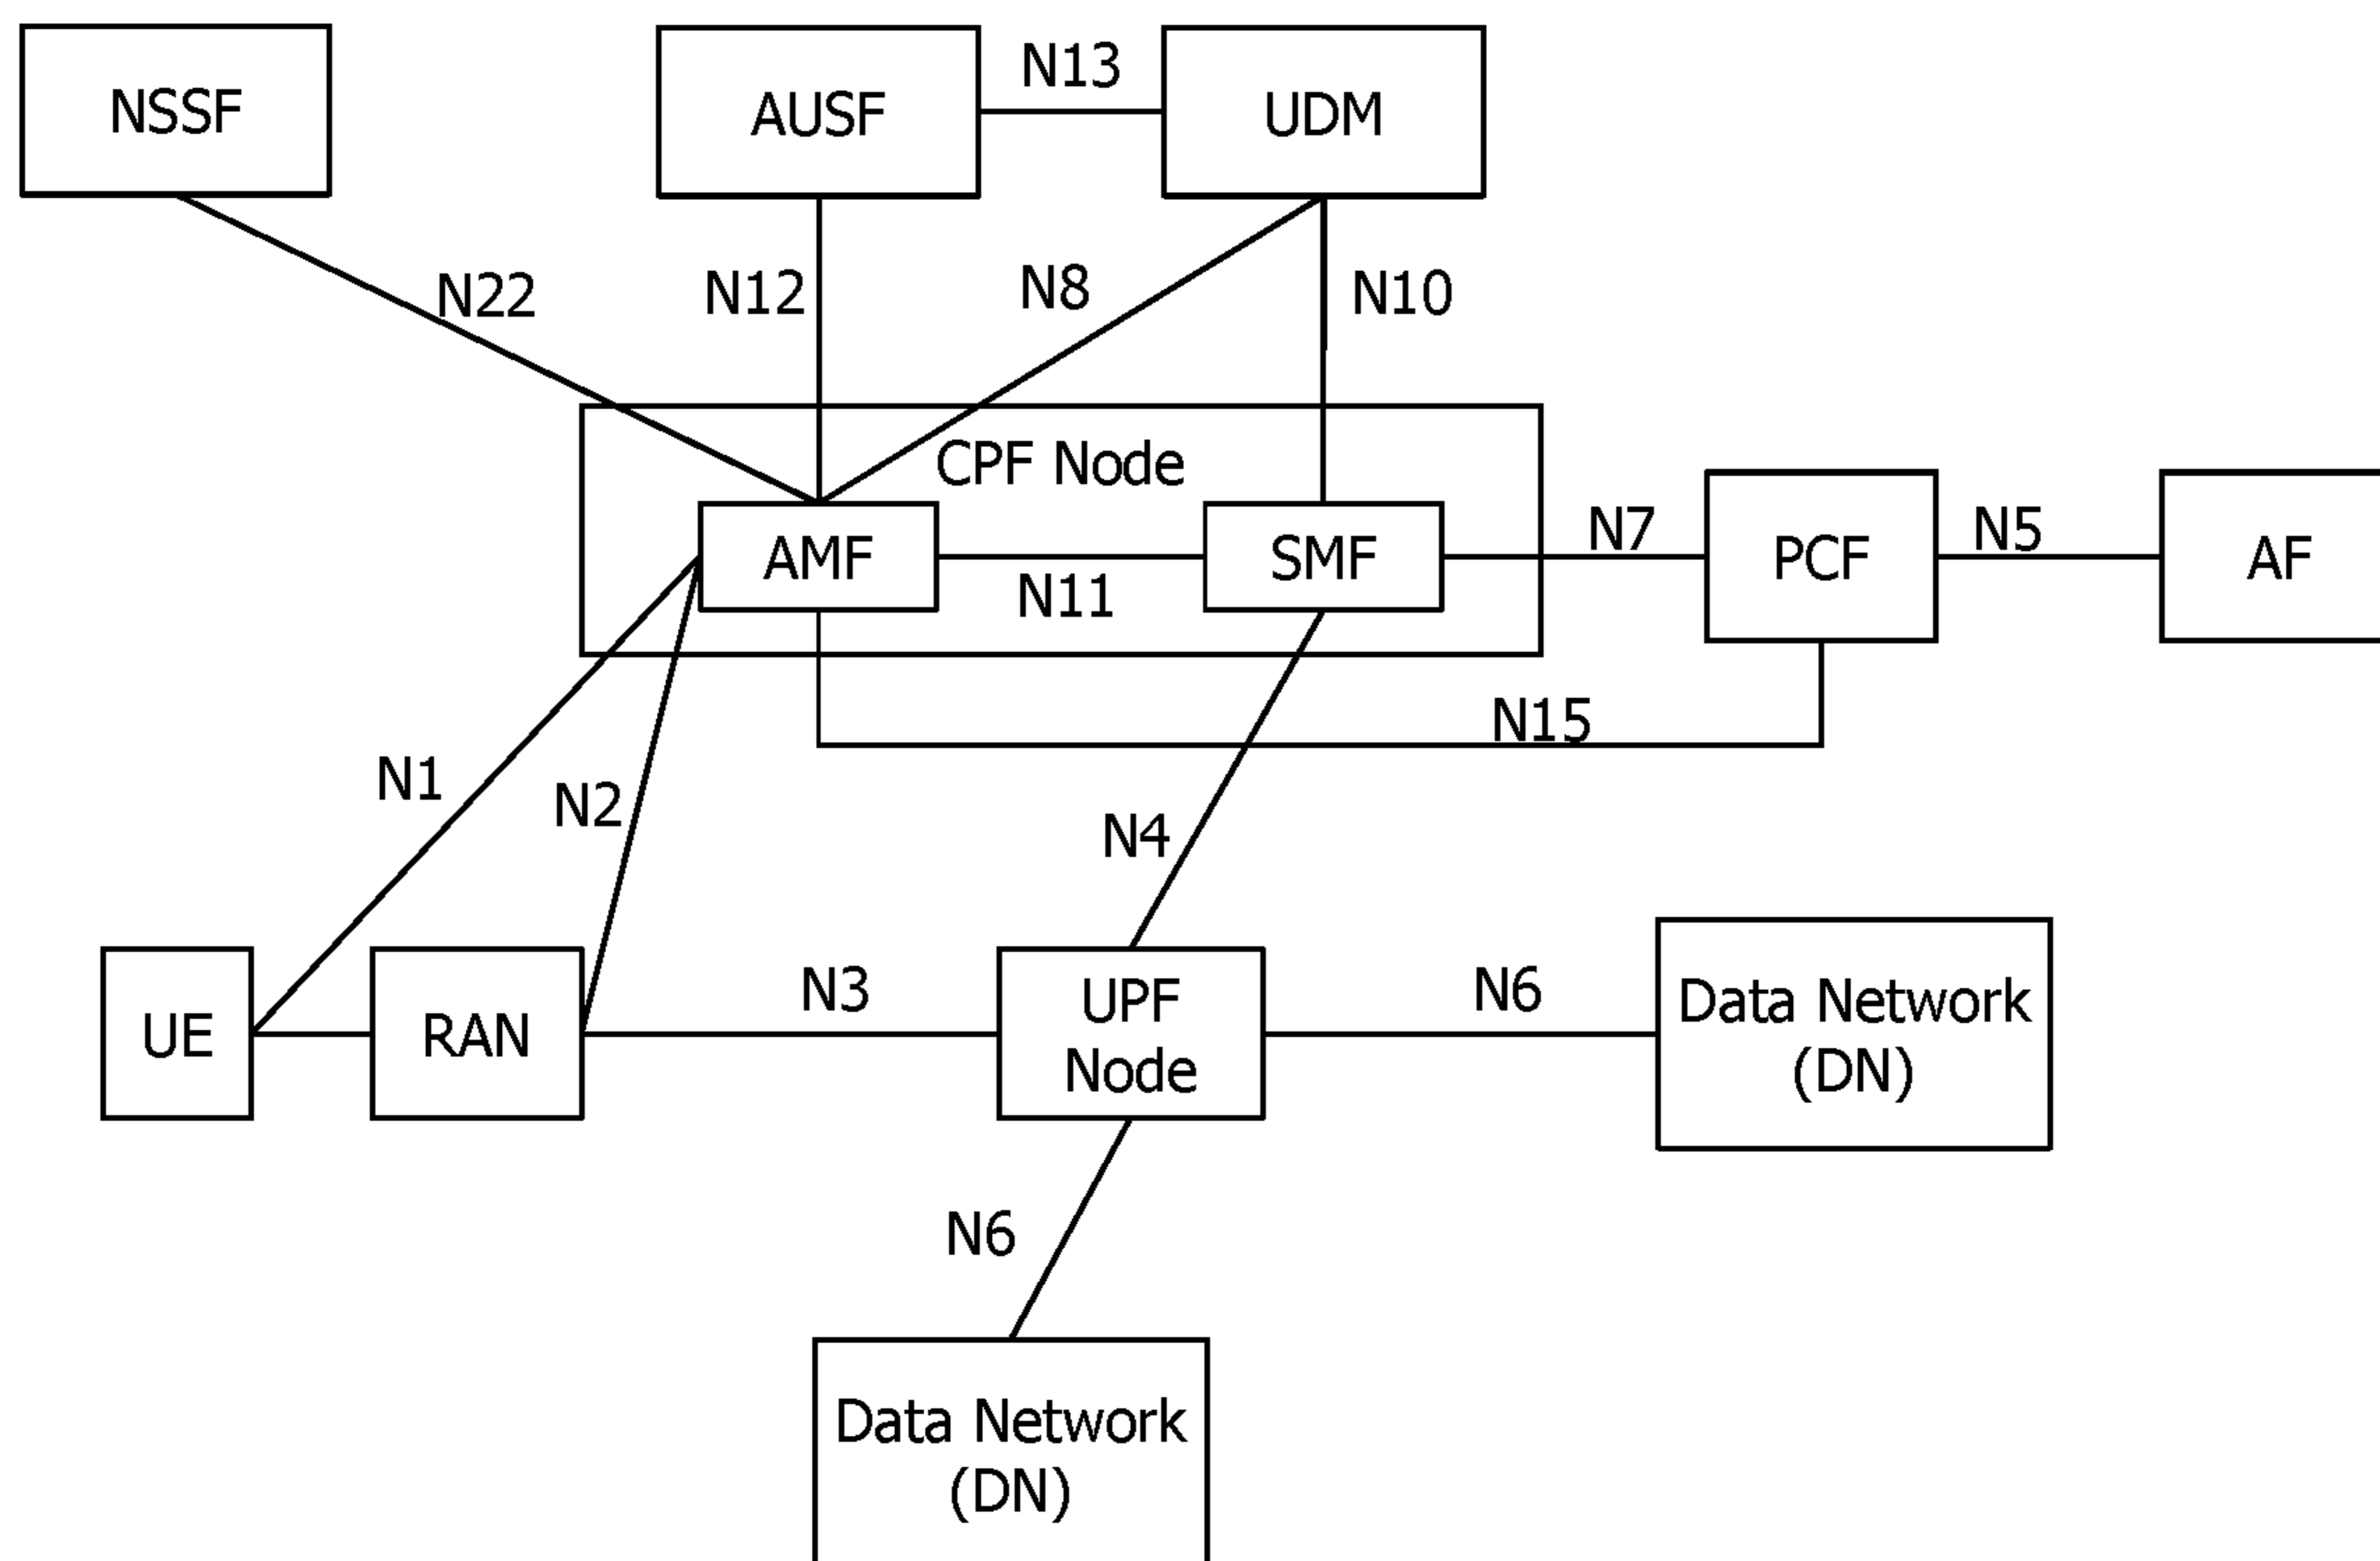 NSSF
AUSF
N13
UDM
N22
N12
N8
N10
CPF Node
AMF
N11
SMF
N7
PCF
N5
AF
N15
N1
N2
N4
UE
RAN
N3
UPF
Node
N6
Data Network
(DN)
N6
Data Network
(DN)